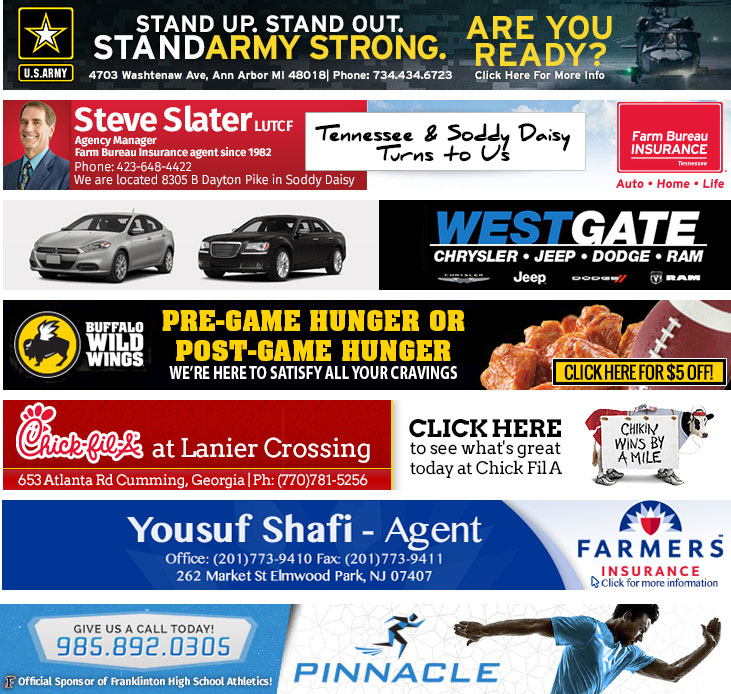 STAND UP. STAND OUT.
STANDARMY STRONG.
ARE YOU
READY?
U.S.ARMY
4703 Washtenaw Ave, Ann Arbor MI 48018| Phone: 734.434.6723
Click Here For More Info
Steve Slater LUTCF
Agency Manager
Farm Bureau Insurance agent since 1982
Phone: 423-648-4422
We are located 8305 B Dayton Pike in Soddy Daisy
Tennessee & Soddy Daisy
Turns to Us
Farm Bureau
INSURANCE
Tennessee
Auto • Home • Life
WESTGATE
CHRYSLER • JEEP • DODGE • RAM
CHRYSLER Jeep DODGE RAM
BUFFALO
WILD
WINGS
PRE-GAME HUNGER OR
POST-GAME HUNGER
WE'RE HERE TO SATISFY ALL YOUR CRAVINGS
CLICK HERE FOR $5 OFF!
Chick-fil-A at Lanier Crossing
653 Atlanta Rd Cumming, Georgia | Ph: (770)781-5256
CLICK HERE
to see what's great
today at Chick Fil A
CHIKIN
WINS BY
A MILE
Yousuf Shafi - Agent
Office: (201)773-9410 Fax: (201)773-9411
262 Market St Elmwood Park, NJ 07407
FARMERS
INSURANCE
Click for more information
GIVE US A CALL TODAY!
985.892.0305
F Official Sponsor of Franklinton High School Athletics!
PINNACLE